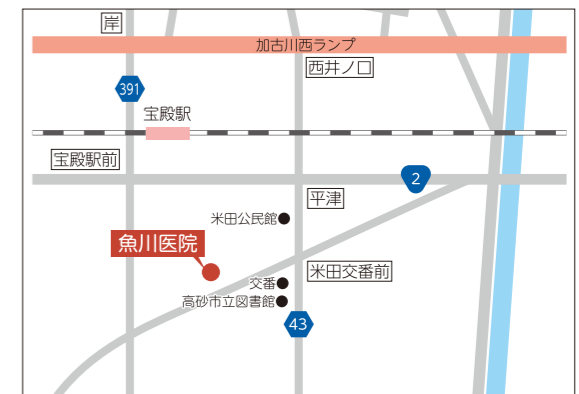 岸
加古川西ランプ
西井ノ口
391
宝殿駅
宝殿駅前
2
平津
米田公民館
魚川医院
米田交番前
交番
高砂市立図書館
43